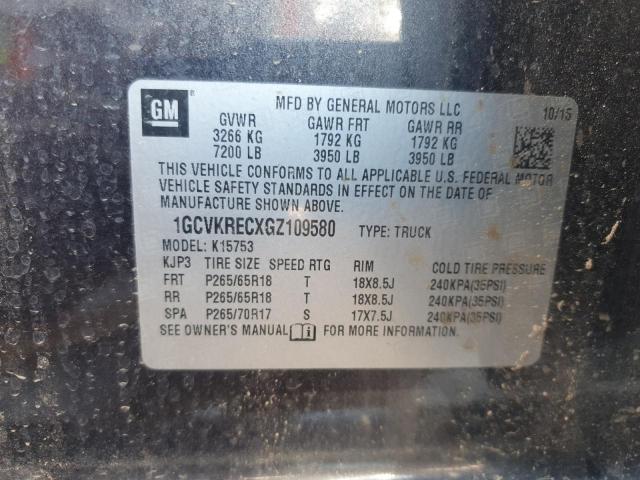 GM
MFD BY GENERAL MOTORS LLC 10/15
GVWR GAWR FRT GAWR RR
3266 KG 1792 KG 1792 KG
7200 LB 3950 LB 3950 LB
THIS VEHICLE CONFORMS TO ALL APPLICABLE U.S. FEDERAL MOTOR
VEHICLE SAFETY STANDARDS IN EFFECT ON THE DATE OF
MANUFACTURE SHOWN ABOVE.
1GCVKRECXGZ109580 TYPE: TRUCK
MODEL: K15753
KJP3 TIRE SIZE SPEED RTG RIM COLD TIRE PRESSURE
FRT P265/65R18 T 18X8.5J 240KPA(35PSI)
RR P265/65R18 T 18X8.5J 240KPA(35PSI)
SPA P265/70R17 S 17X7.5J 240KPA(35PSI)
SEE OWNER'S MANUAL FOR MORE INFORMATION.